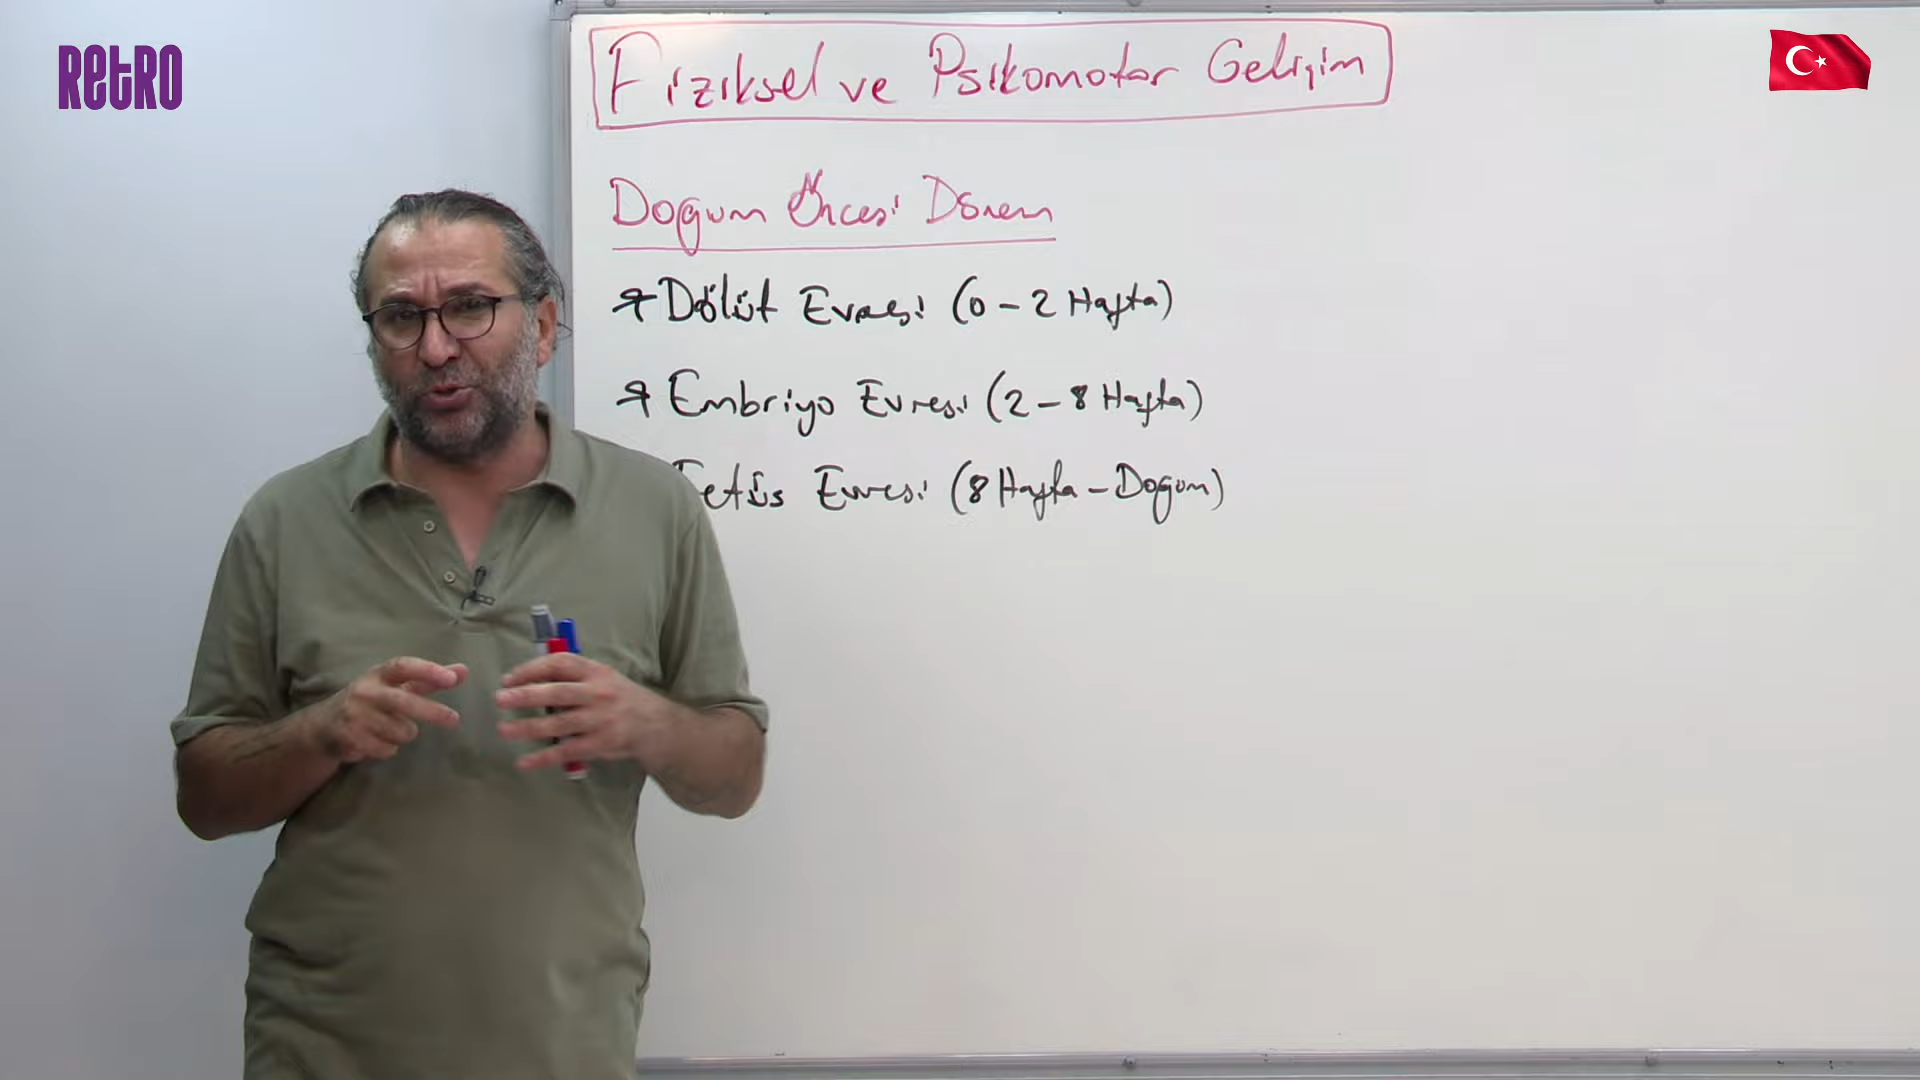 RetRO
Fiziksel ve Psikomotor Gelişim
Doğum Öncesi Dönem
* Dölüt Evresi (0-2 Hafta)
* Embriyo Evresi (2-8 Hafta)
Fetüs Evresi (8 Hafta-Doğum)